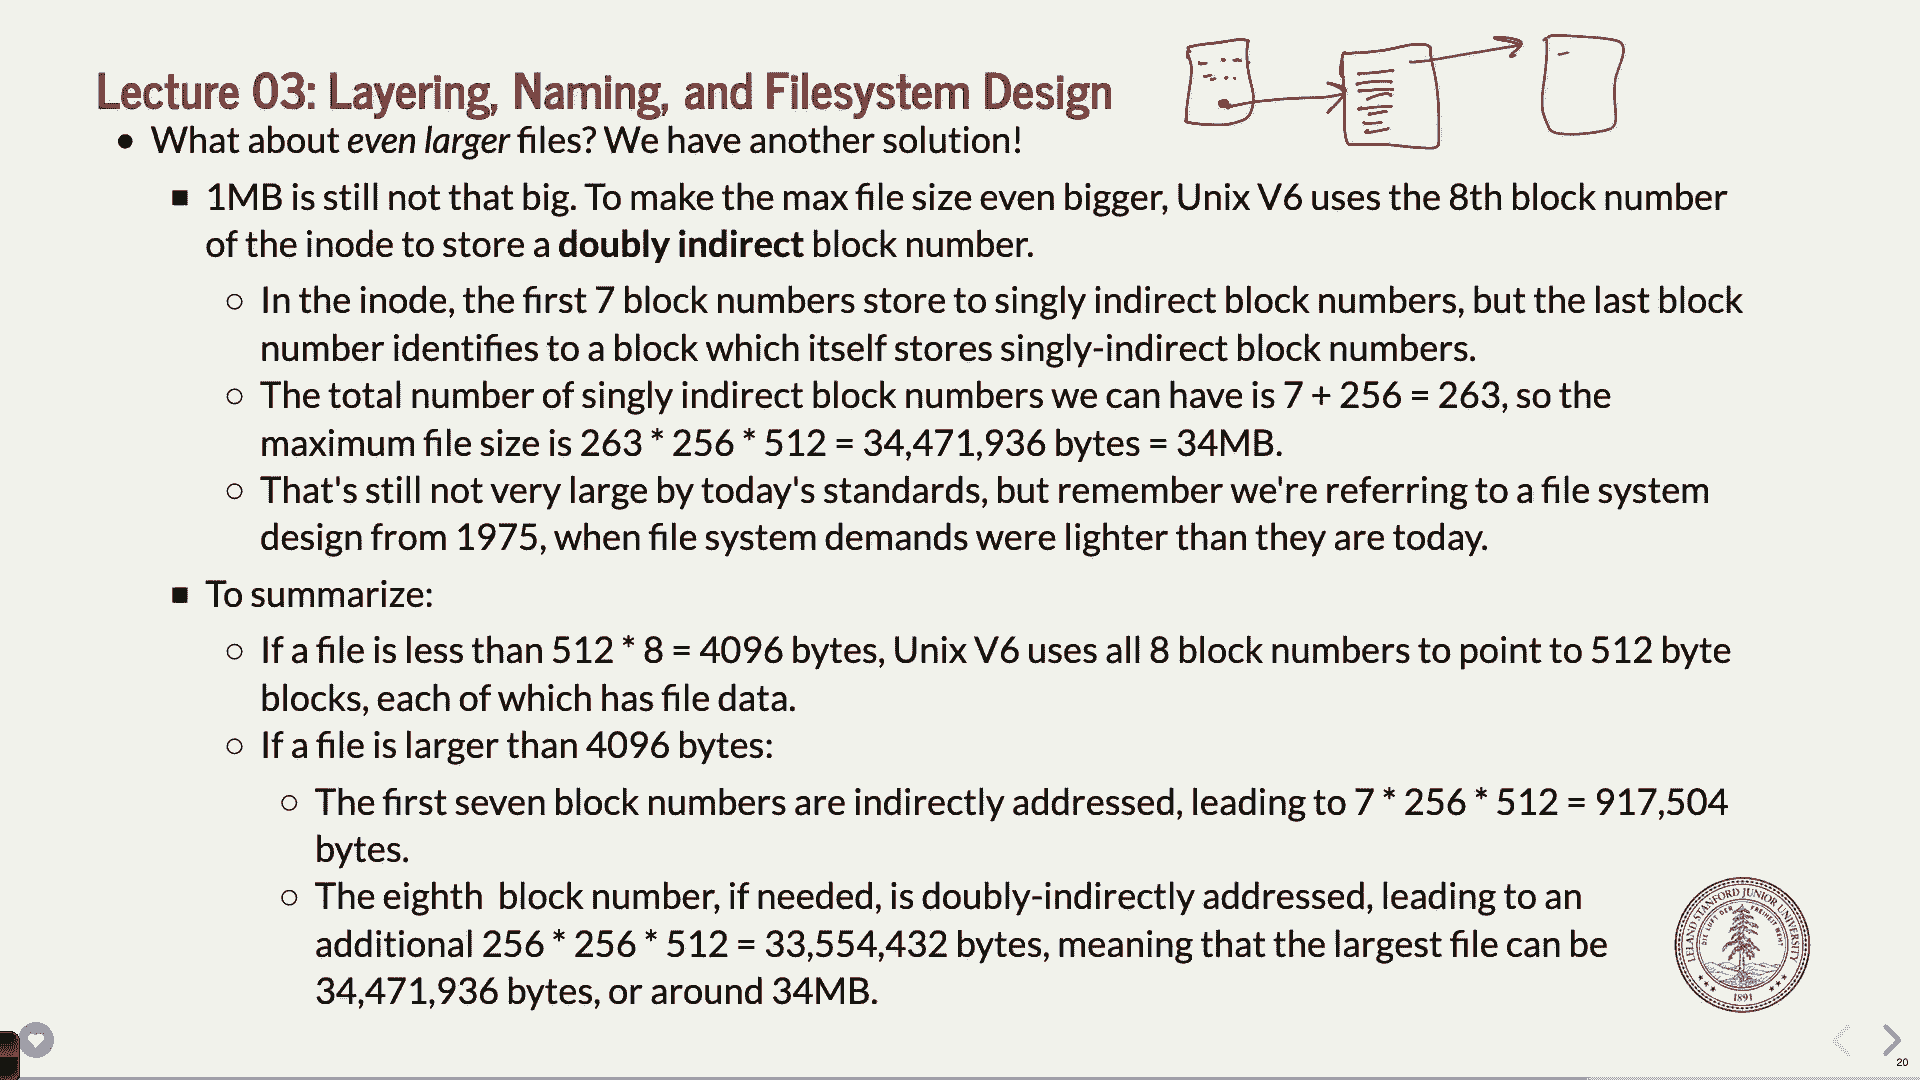 Lecture 03: Layering, Naming, and Filesystem Design
• What about even larger files? We have another solution!
▪ 1MB is still not that big. To make the max file size even bigger, Unix V6 uses the 8th block number
of the inode to store a doubly indirect block number.
○ In the inode, the first 7 block numbers store to singly indirect block numbers, but the last block
number identifies to a block which itself stores singly-indirect block numbers.
○ The total number of singly indirect block numbers we can have is 7 + 256 = 263, so the
maximum file size is 263 * 256 * 512 = 34,471,936 bytes = 34MB.
○ That's still not very large by today's standards, but remember we're referring to a file system
design from 1975, when file system demands were lighter than they are today.
▪ To summarize:
○ If a file is less than 512 * 8 = 4096 bytes, Unix V6 uses all 8 block numbers to point to 512 byte
blocks, each of which has file data.
○ If a file is larger than 4096 bytes:
○ The first seven block numbers are indirectly addressed, leading to 7 * 256 * 512 = 917,504
bytes.
○ The eighth block number, if needed, is doubly-indirectly addressed, leading to an
additional 256 * 256 * 512 = 33,554,432 bytes, meaning that the largest file can be
34,471,936 bytes, or around 34MB.
LELAND STANFORD JUNIOR UNIVERSITY
1891
20